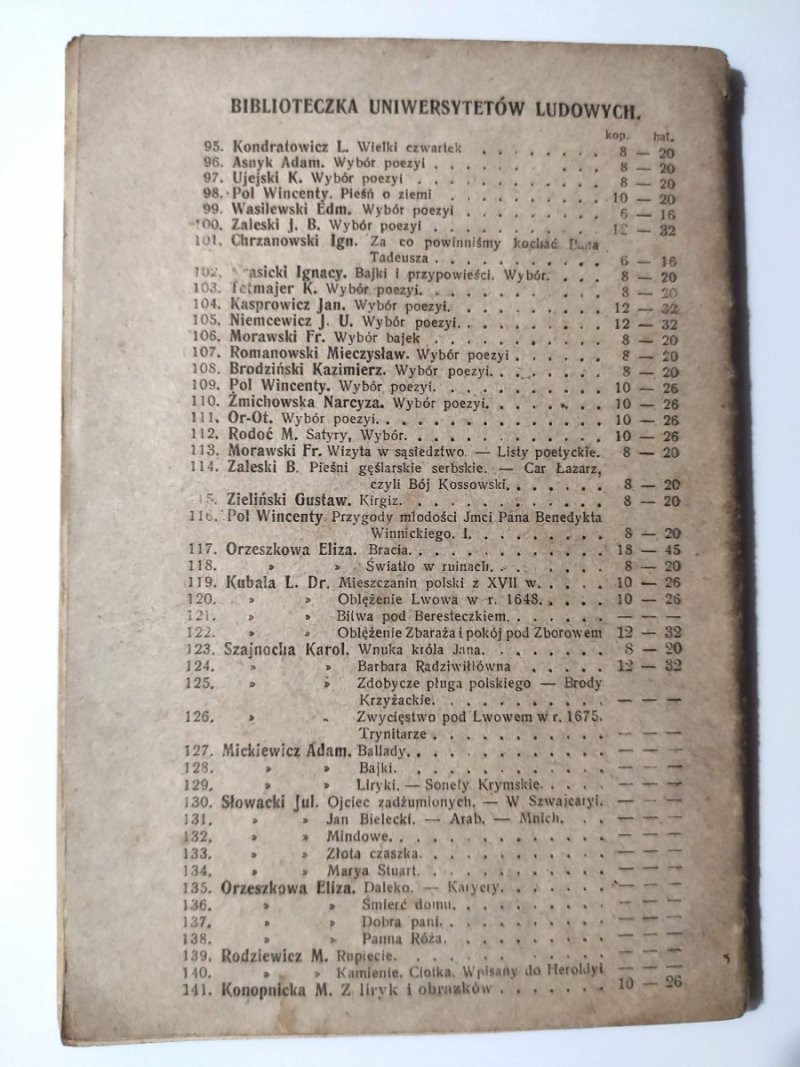 BIBLIOTECZKA UNIWERSYTETÓW LUDOWYCH.
kop. hal.
95. Kondratowicz L. Wielki czwartek . . . . . . . . 8 — 20
96. Asnyk Adam. Wybór poezyi . . . . . . . . . 8 — 20
97. Ujejski K. Wybór poezyi . . . . . . . . . . 8 — 20
98. Pol Wincenty. Pieśń o ziemi . . . . . . . . . 10 — 20
99. Wasilewski Edm. Wybór poezyi . . . . . . . . 6 — 16
100. Zaleski J. B. Wybór poezyi . . . . . . . . . 12 — 32
101. Chrzanowski Ign. Za co powinniśmy kochać
Tadeusza . . . . . . . . . . . 6 — 16
102. asicki Ignacy. Bajki i przypowieści. Wybór. . . . 8 — 20
103. Tetmajer K. Wybór poezyi. . . . . . . . . . 8 — 20
104. Kasprowicz Jan. Wybór poezyi. . . . . . . . . 12 — 32
105. Niemcewicz J. U. Wybór poezyi. . . . . . . . 12 — 32
106. Morawski Fr. Wybór bajek . . . . . . . . . . 8 — 20
107. Romanowski Mieczysław. Wybór poezyi . . . . . 8 — 20
108. Brodziński Kazimierz. Wybór poezyi. . . . . . . 8 — 20
109. Pol Wincenty. Wybór poezyi. . . . . . . . . . 10 — 26
110. Żmichowska Narcyza. Wybór poezyi. . . . . . . 10 — 26
111. Or-Ot. Wybór poezyi. . . . . . . . . . . . 10 — 26
112. Rodoć M. Satyry, Wybór. . . . . . . . . . . 10 — 26
113. Morawski Fr. Wizyta w sąsiedztwo. — Listy poetyckie. 8 — 20
114. Zaleski B. Pieśni gęślarskie serbskie. — Car Łazarz,
czyli Bój Kossowski. . . . . . . 8 — 20
15. Zieliński Gustaw. Kirgiz. . . . . . . . . . . 8 — 20
116. Pol Wincenty Przygody młodości Jmci Pana Benedykta
Winnickiego. I. . . . . . . . . . 8 — 20
117. Orzeszkowa Eliza. Bracia. . . . . . . . . . . 18 — 45
118. » » Światło w ruinach. . . . . . . 8 — 20
119. Kubala L. Dr. Mieszczanin polski z XVII w. . . . . 10 — 26
120. » » Oblężenie Lwowa w r. 1648. . . . . 10 — 26
121. » » Bitwa pod Beresteczkiem. . . . . . — — —
122. » » Oblężenie Zbaraża i pokój pod Zborowem 12 — 32
123. Szajnocha Karol. Wnuka króla Jana. . . . . . . 8 — 20
124. » » Barbara Radziwiłłówna . . . . . 12 — 32
125. » » Zdobycze pługa polskiego — Brody
Krzyżackie. . . . . . . . . — — —
126. » „ Zwycięstwo pod Lwowem w r. 1675.
Trynitarze . . . . . . . . . — — —
127. Mickiewicz Adam. Ballady. . . . . . . . . . . — — —
128. » » Bajki. . . . . . . . . . . . — — —
129. » » Liryki. — Sonety Krymskie. . . . . — — —
130. Słowacki Jul. Ojciec zadżumionych. — W Szwajcaryi. — — —
131. » » Jan Bielecki. — Arab. — Mnich. . . — — —
132. » » Mindowe. . . . . . . . . . . . — — —
133. » » Złota czaszka. . . . . . . . . . — — —
134. » » Marya Stuart. . . . . . . . . . — — —
135. Orzeszkowa Eliza. Daleko. — Karyery. . . . . . . — — —
136. » » Śmierć domu. . . . . . . . . — — —
137. » » Dobra pani. . . . . . . . . . — — —
138. » » Panna Róża. . . . . . . . . . — — —
139. Rodziewicz M. Rupiecie. . . . . . . . . . . . — — —
140. » » Kamienie. Ciotka. Wpisany do Heroldyi — — —
141. Konopnicka M. Z liryk i obrazków . . . . . . . 10 — 26